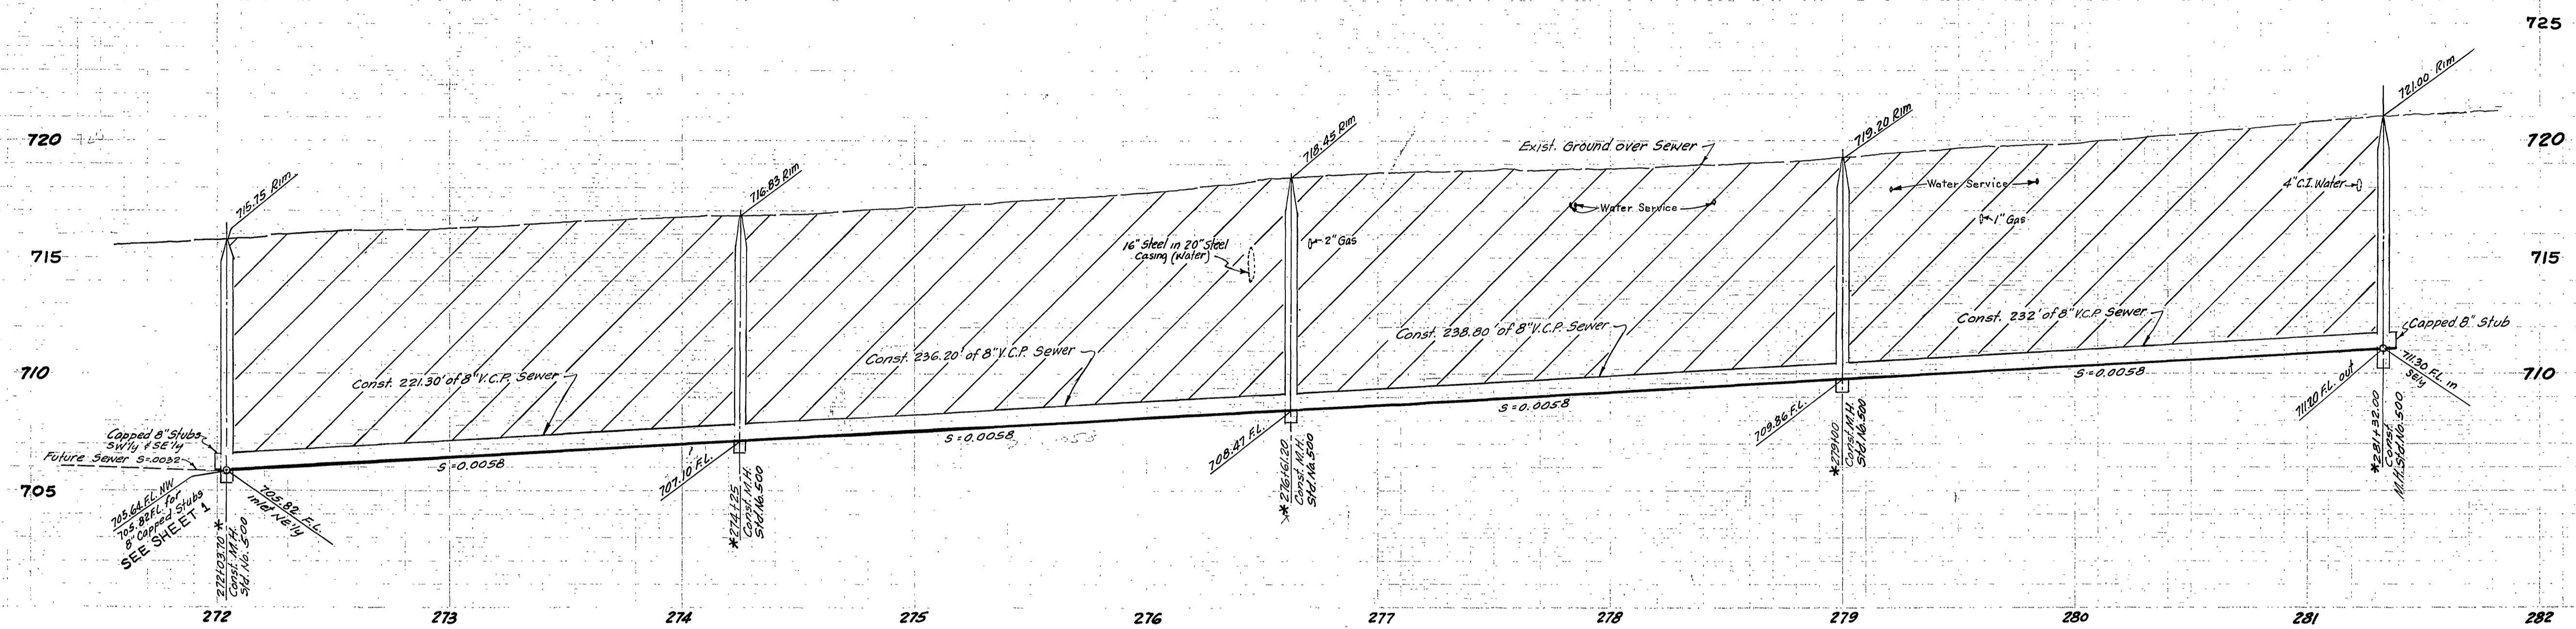 725
720
715
710
705
720
715
710
715.75 Rim
716.83 Rim
718.45 Rim
719.20 Rim
721.00 Rim
Exist. Ground over Sewer
16" Steel in 20" Steel
Casing (Water)
2" Gas
Water Service
Water Service
1" Gas
4" C.I. Water
Const. 221.30' of 8" V.C.P. Sewer
Const. 236.20' of 8" V.C.P. Sewer
Const. 238.80' of 8" V.C.P. Sewer
Const. 232' of 8" V.C.P. Sewer
Capped 8" Stub
Capped 8" Stubs
SW'ly & SE'ly
Future Sewer S=.0032
S=0.0058
S=0.0058
S=0.0058
S=0.0058
705.64 F.L. NW
705.82 F.L. for
8" Capped Stubs
SEE SHEET 1
705.82 F.L.
Inlet NE'ly
707.10 F.L.
708.47 F.L.
709.86 F.L.
711.20 F.L. out
711.30 F.L. in
SE'ly
272+03.70 *
Const. M.H.
Std. No. 500
*274+25
Const. M.H.
Std. No. 500
*276+61.20
Const. M.H.
Std. No. 500
*279+00
Const. M.H.
Std. No. 500
*281+32.00
Const.
M.H. Std. No. 500
272 273 274 275 276 277 278 279 280 281 282